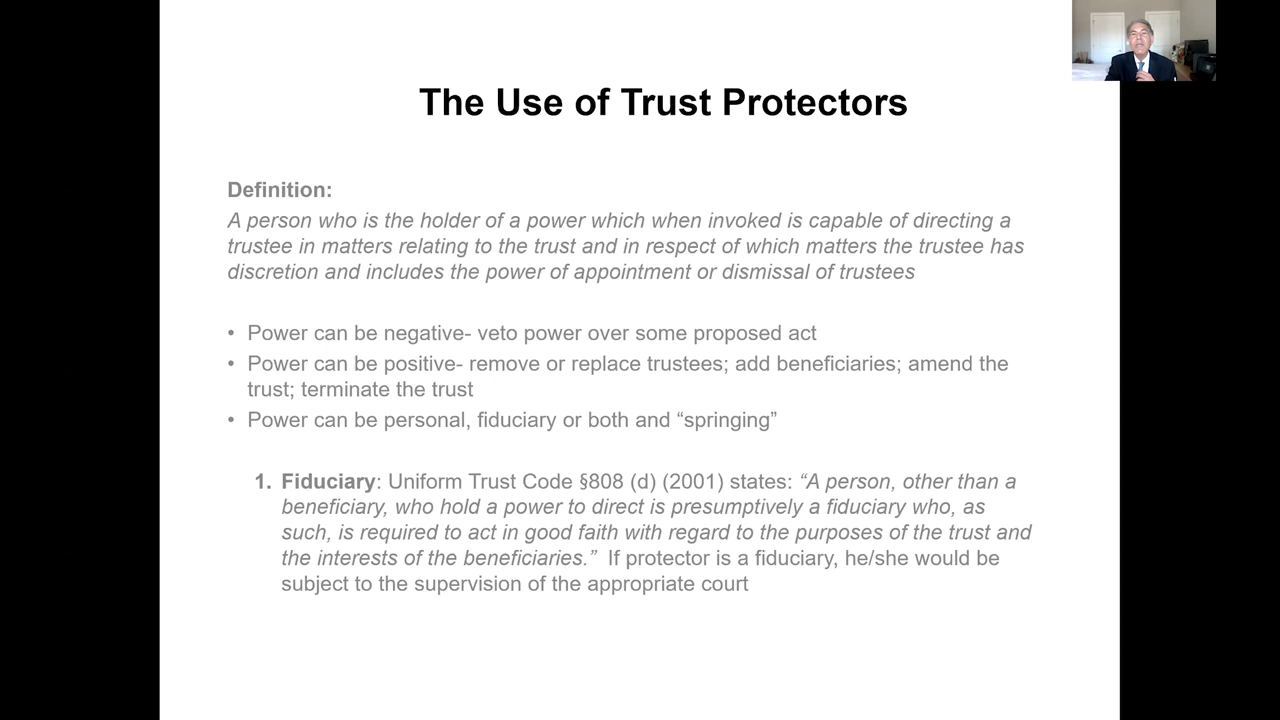 The Use of Trust Protectors
Definition:
A person who is the holder of a power which when invoked is capable of directing a
trustee in matters relating to the trust and in respect of which matters the trustee has
discretion and includes the power of appointment or dismissal of trustees
• Power can be negative- veto power over some proposed act
• Power can be positive- remove or replace trustees; add beneficiaries; amend the
trust; terminate the trust
• Power can be personal, fiduciary or both and “springing”
1. Fiduciary: Uniform Trust Code §808 (d) (2001) states: “A person, other than a
beneficiary, who hold a power to direct is presumptively a fiduciary who, as
such, is required to act in good faith with regard to the purposes of the trust and
the interests of the beneficiaries.” If protector is a fiduciary, he/she would be
subject to the supervision of the appropriate court